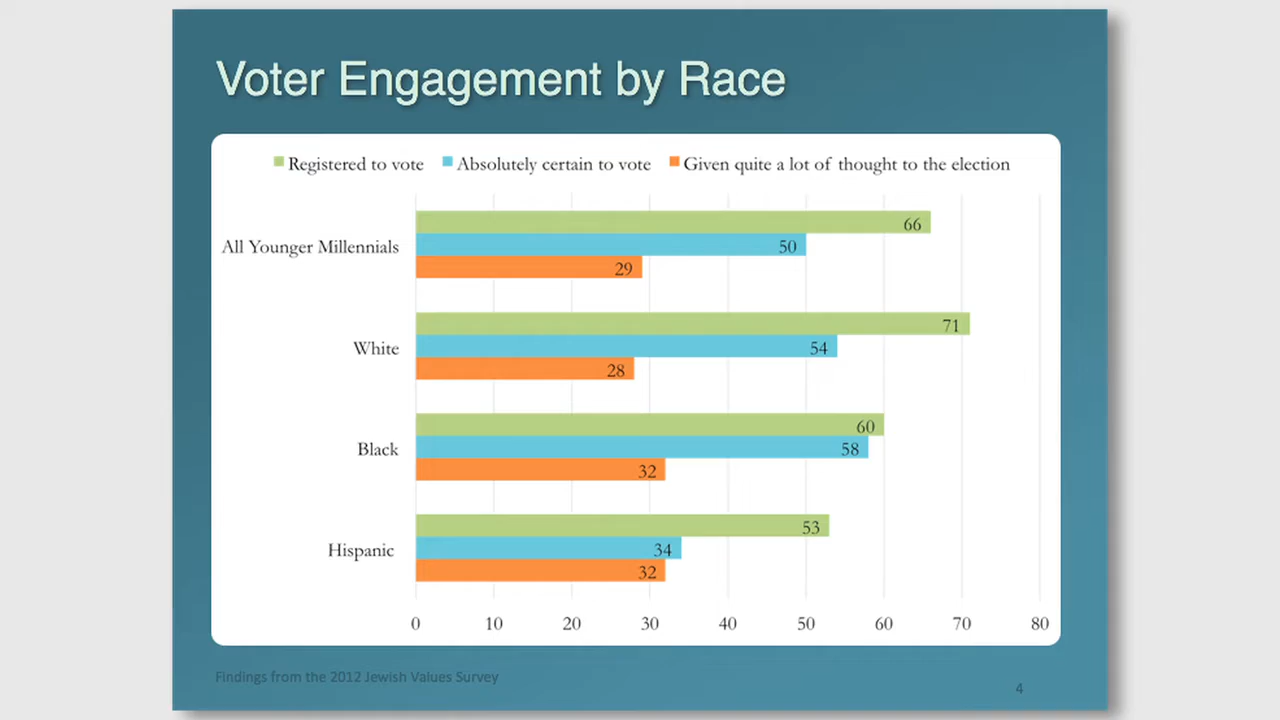 Voter Engagement by Race
Registered to vote Absolutely certain to vote Given quite a lot of thought to the election
All Younger Millennials
66
50
29
White
71
54
28
Black
60
58
32
Hispanic
53
34
32
0 10 20 30 40 50 60 70 80
Findings from the 2012 Jewish Values Survey
4